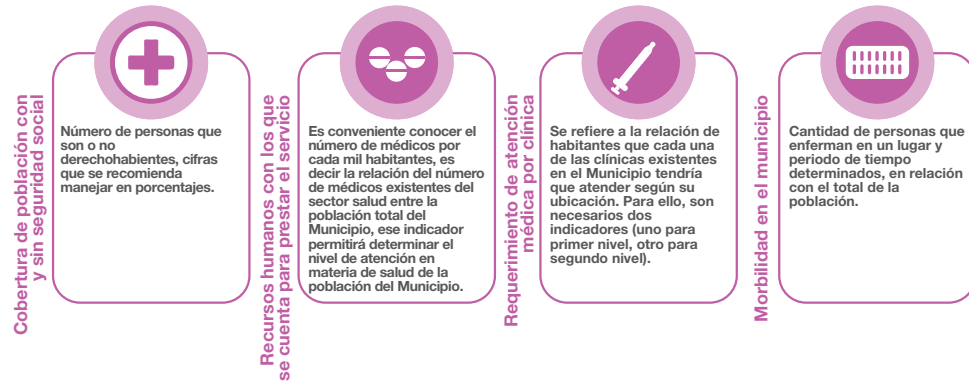 Cobertura de población con
y sin seguridad social
Número de personas que
son o no
derechohabientes, cifras
que se recomienda
manejar en porcentajes.
Recursos humanos con los que
se cuenta para prestar el servicio
Es conveniente conocer el
número de médicos por
cada mil habitantes, es
decir la relación del número
de médicos existentes del
sector salud entre la
población total del
Municipio, ese indicador
permitirá determinar el
nivel de atención en
materia de salud de la
población del Municipio.
Requerimiento de atención
médica por clínica
Se refiere a la relación de
habitantes que cada una
de las clínicas existentes
en el Municipio tendría
que atender según su
ubicación. Para ello, son
necesarios dos
indicadores (uno para
primer nivel, otro para
segundo nivel).
Morbilidad en el municipio
Cantidad de personas que
enferman en un lugar y
periodo de tiempo
determinados, en relación
con el total de la
población.